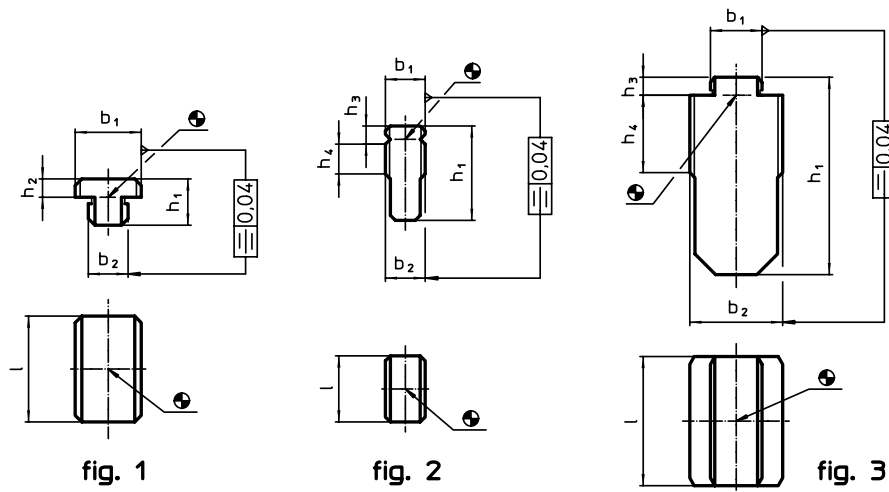 b₁
h₂
h₁
b₂
0,04
l
fig. 1
b₁
h₃
h₄
h₁
b₂
0,04
l
fig. 2
b₁
h₃
h₄
h₁
b₂
0,04
l
fig. 3